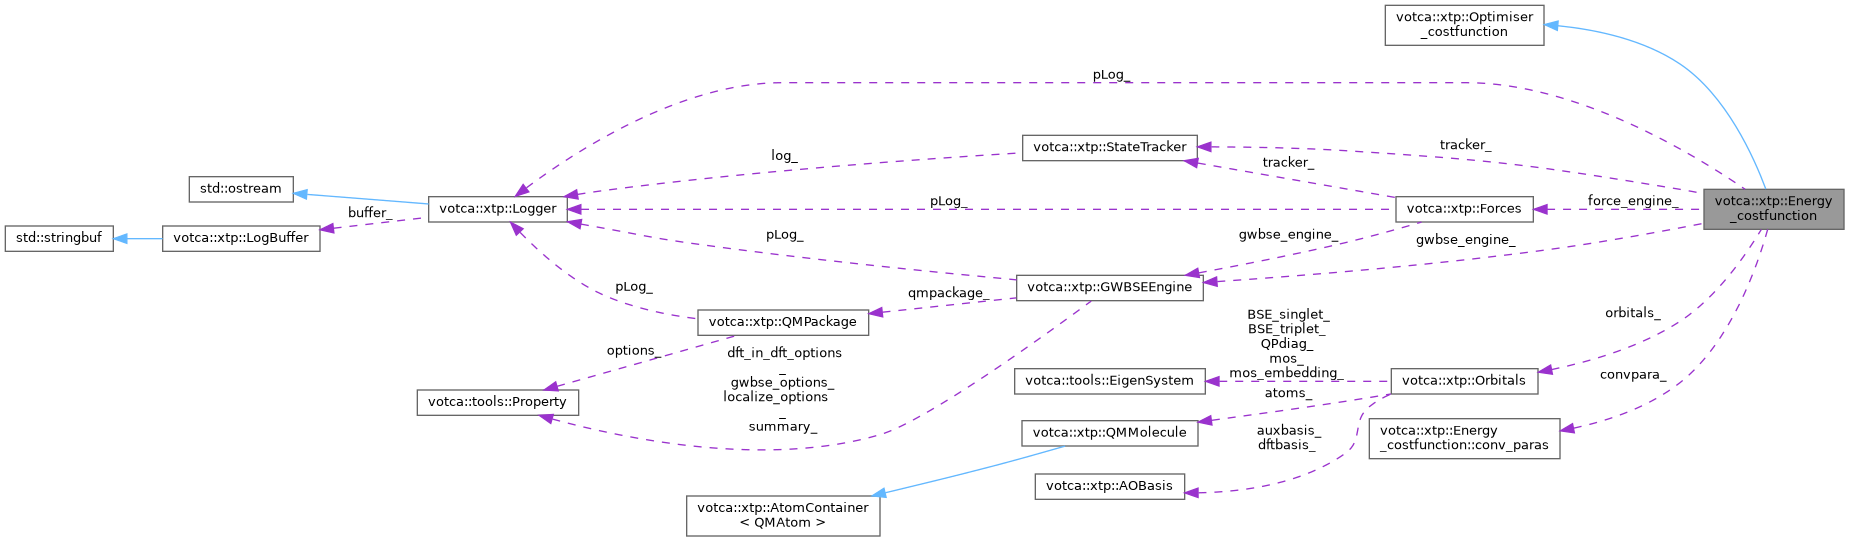 votca::xtp::Optimiser
_costfunction
pLog_
votca::xtp::StateTracker
tracker_
log_
tracker_
std::ostream
votca::xtp::Logger
buffer_
pLog_
votca::xtp::Forces
force_engine_
votca::xtp::Energy
_costfunction
std::stringbuf
votca::xtp::LogBuffer
pLog_
gwbse_engine_
gwbse_engine_
votca::xtp::GWBSEEngine
pLog_
qmpackage_
votca::xtp::QMPackage
orbitals_
BSE_singlet_
BSE_triplet_
QPdiag_
mos_
mos_embedding_
options_
dft_in_dft_options
_
gwbse_options_
localize_options
_
summary_
votca::tools::EigenSystem
votca::xtp::Orbitals
convpara_
votca::tools::Property
atoms_
votca::xtp::QMMolecule
auxbasis_
dftbasis_
votca::xtp::Energy
_costfunction::conv_paras
votca::xtp::AOBasis
votca::xtp::AtomContainer
< QMAtom >